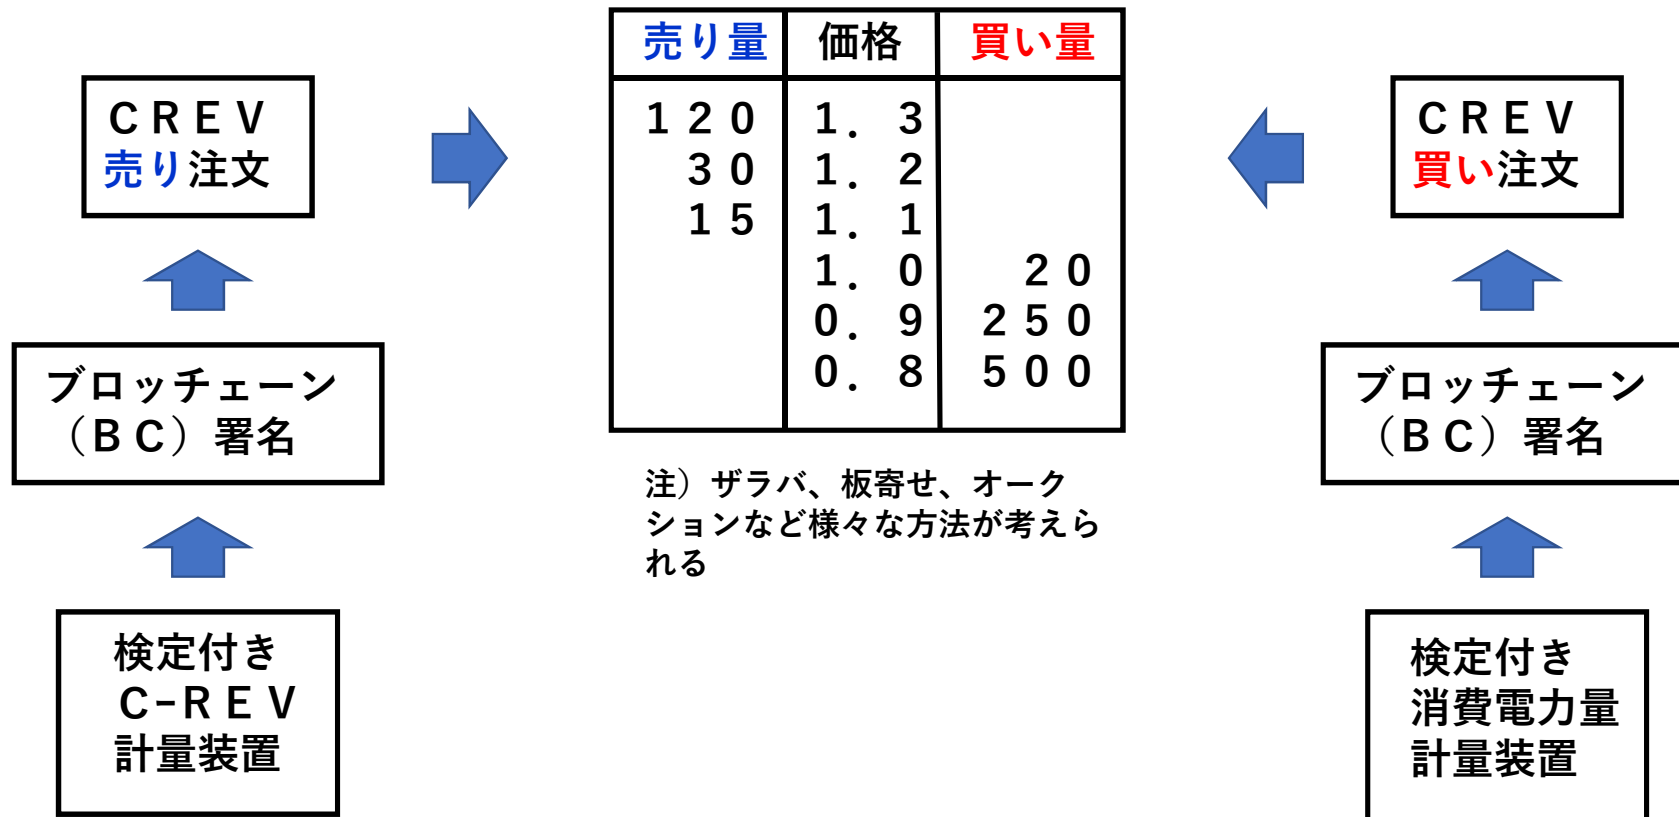 売り量 価格 買い量
120 1.3
30 1.2
15 1.1
1.0 20
0.9 250
0.8 500
注）ザラバ、板寄せ、オーク
ションなど様々な方法が考えら
れる
ＣＲＥＶ
売り注文
ブロッチェーン
（ＢＣ）署名
検定付き
Ｃ-ＲＥＶ
計量装置
ＣＲＥＶ
買い注文
ブロッチェーン
（ＢＣ）署名
検定付き
消費電力量
計量装置